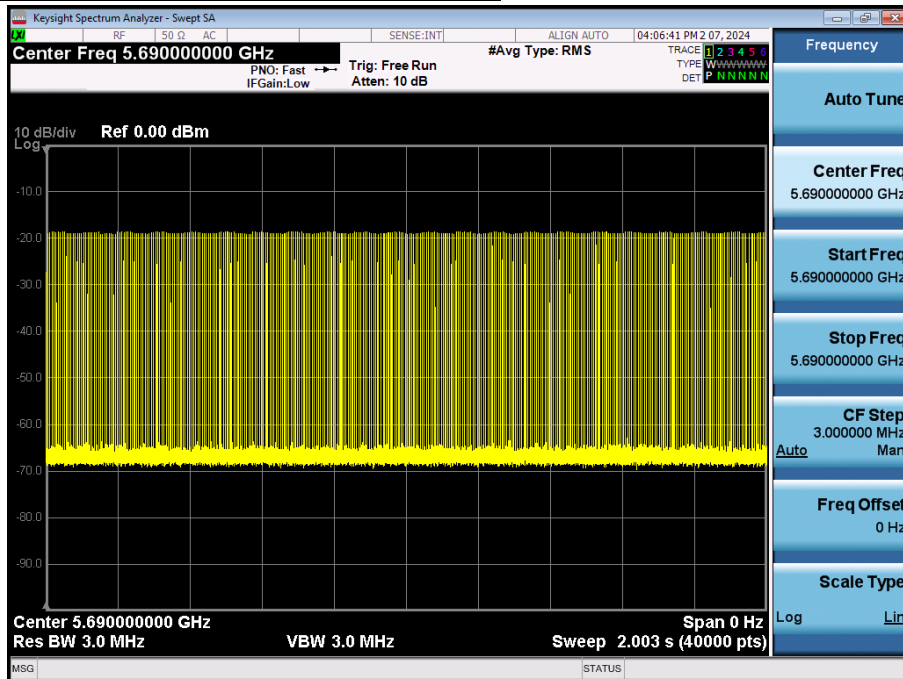 Keysight Spectrum Analyzer - Swept SA
LXI RF 50 Ω AC SENSE:INT ALIGN AUTO 04:06:41 PM 2 07, 2024
Center Freq 5.690000000 GHz
PNO: Fast
IFGain:Low
Trig: Free Run
Atten: 10 dB
#Avg Type: RMS
TRACE 1 2 3 4 5 6
TYPE WWWWWW
DET P N N N N N
10 dB/div Ref 0.00 dBm
Log
-10.0
-20.0
-30.0
-40.0
-50.0
-60.0
-70.0
-80.0
-90.0
Center 5.690000000 GHz Span 0 Hz
Res BW 3.0 MHz VBW 3.0 MHz Sweep 2.003 s (40000 pts)
MSG STATUS
Frequency
Auto Tune
Center Freq
5.690000000 GHz
Start Freq
5.690000000 GHz
Stop Freq
5.690000000 GHz
CF Step
3.000000 MHz
Auto Man
Freq Offset
0 Hz
Scale Type
Log Lin